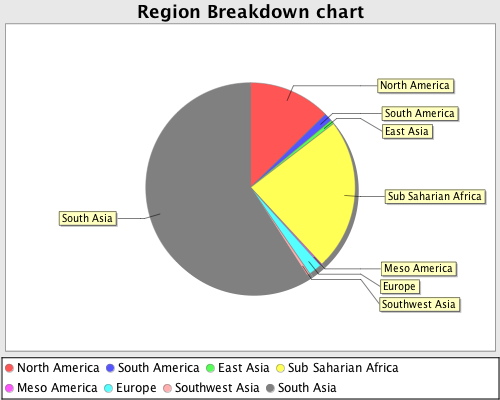 Region Breakdown chart
North America
South America
East Asia
Sub Saharian Africa
South Asia
Meso America
Europe
Southwest Asia
North America South America East Asia Sub Saharian Africa
Meso America Europe Southwest Asia South Asia